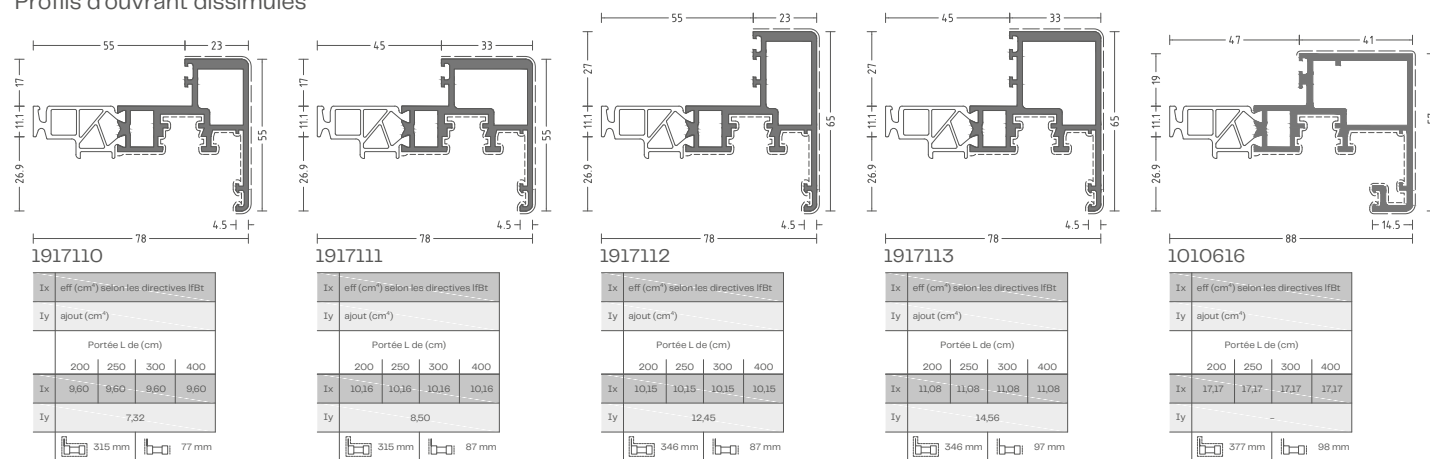 Profils d'ouvrant dissimulés
55 23
17
11.1
26.9
55
4.5
78
1917110
Ix eff (cm⁴) selon les directives IfBt
Iy ajout (cm⁴)
Portée L de (cm)
200 250 300 400
Ix 9,60 9,60 9,60 9,60
Iy 7,32
315 mm 77 mm
45 33
17
11.1
26.9
55
4.5
78
1917111
Ix eff (cm⁴) selon les directives IfBt
Iy ajout (cm⁴)
Portée L de (cm)
200 250 300 400
Ix 10,16 10,16 10,16 10,16
Iy 8,50
315 mm 87 mm
55 23
27
11.1
26.9
65
4.5
78
1917112
Ix eff (cm⁴) selon les directives IfBt
Iy ajout (cm⁴)
Portée L de (cm)
200 250 300 400
Ix 10,15 10,15 10,15 10,15
Iy 12,45
346 mm 87 mm
45 33
27
11.1
26.9
65
4.5
78
1917113
Ix eff (cm⁴) selon les directives IfBt
Iy ajout (cm⁴)
Portée L de (cm)
200 250 300 400
Ix 11,08 11,08 11,08 11,08
Iy 14,56
346 mm 97 mm
47 41
19
11.1
26.9
14.5
88
1010616
Ix eff (cm⁴) selon les directives IfBt
Iy ajout (cm⁴)
Portée L de (cm)
200 250 300 400
Ix 17,17 17,17 17,17 17,17
Iy –
377 mm 98 mm